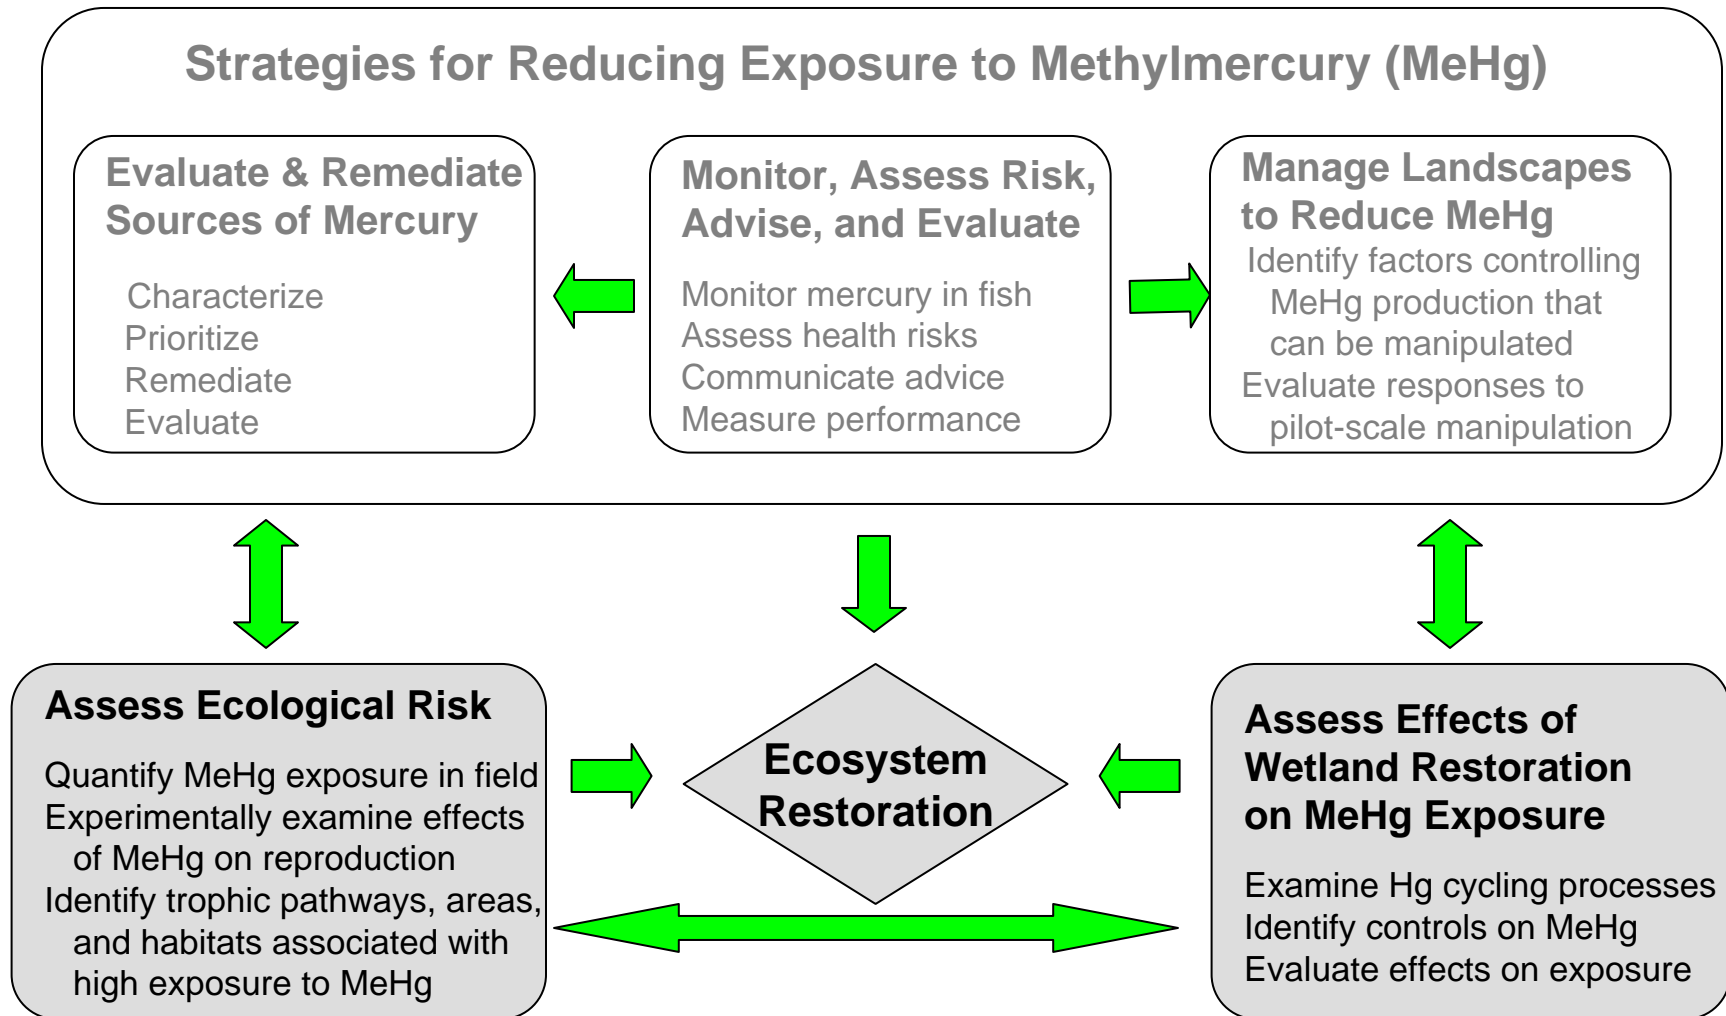 Strategies for Reducing Exposure to Methylmercury (MeHg)
Evaluate & Remediate
Sources of Mercury
Characterize
Prioritize
Remediate
Evaluate
Monitor, Assess Risk,
Advise, and Evaluate
Monitor mercury in fish
Assess health risks
Communicate advice
Measure performance
Manage Landscapes
to Reduce MeHg
Identify factors controlling
MeHg production that
can be manipulated
Evaluate responses to
pilot-scale manipulation
Assess Ecological Risk
Quantify MeHg exposure in field
Experimentally examine effects
of MeHg on reproduction
Identify trophic pathways, areas,
and habitats associated with
high exposure to MeHg
Ecosystem
Restoration
Assess Effects of
Wetland Restoration
on MeHg Exposure
Examine Hg cycling processes
Identify controls on MeHg
Evaluate effects on exposure